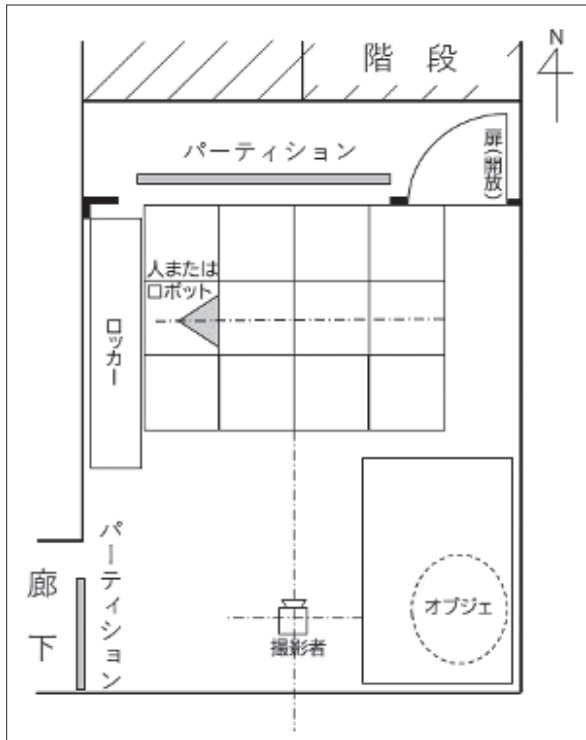 階段
N
パーティション
扉(開放)
人または
ロボット
ロッカー
パーティション
廊下
オブジェ
撮影者